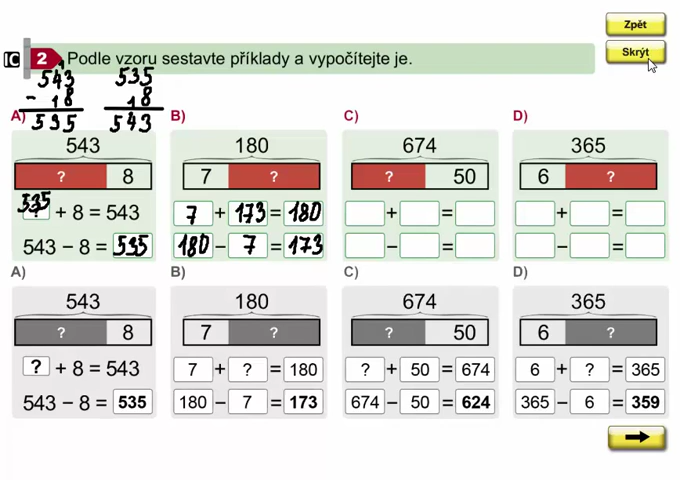 Zpět
Skrýt
2 Podle vzoru sestavte příklady a vypočítejte je.
543 535
- 18 18
535 543
A) B) C) D)
543 180 674 365
? 8 7 ? ? 50 6 ?
535 + 8 = 543 7 + 173 = 180 + = + =
543 − 8 = 535 180 − 7 = 173 − = − =
A) B) C) D)
543 180 674 365
? 8 7 ? ? 50 6 ?
? + 8 = 543 7 + ? = 180 ? + 50 = 674 6 + ? = 365
543 − 8 = 535 180 − 7 = 173 674 − 50 = 624 365 − 6 = 359